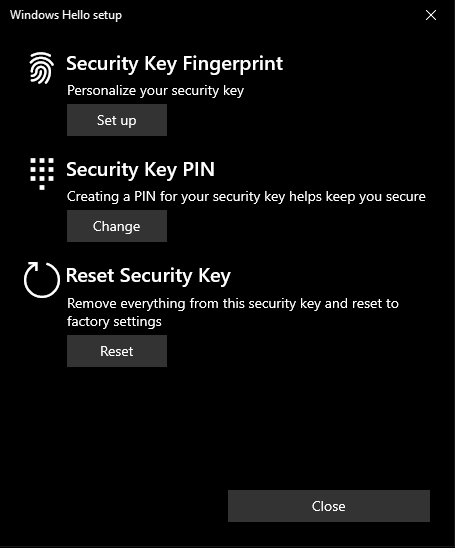 Windows Hello setup
Security Key Fingerprint
Personalize your security key
Set up
Security Key PIN
Creating a PIN for your security key helps keep you secure
Change
Reset Security Key
Remove everything from this security key and reset to
factory settings
Reset
Close